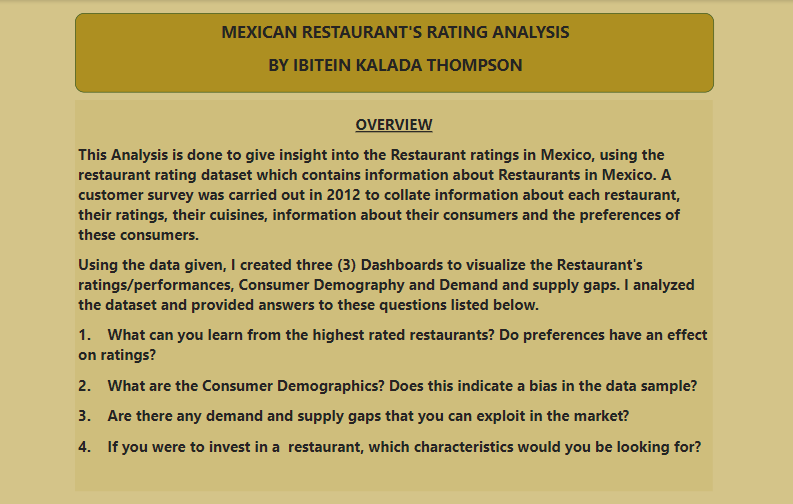 MEXICAN RESTAURANT'S RATING ANALYSIS
BY IBITEIN KALADA THOMPSON
OVERVIEW
This Analysis is done to give insight into the Restaurant ratings in Mexico, using the
restaurant rating dataset which contains information about Restaurants in Mexico. A
customer survey was carried out in 2012 to collate information about each restaurant,
their ratings, their cuisines, information about their consumers and the preferences of
these consumers.
Using the data given, I created three (3) Dashboards to visualize the Restaurant's
ratings/performances, Consumer Demography and Demand and supply gaps. I analyzed
the dataset and provided answers to these questions listed below.
1. What can you learn from the highest rated restaurants? Do preferences have an effect
on ratings?
2. What are the Consumer Demographics? Does this indicate a bias in the data sample?
3. Are there any demand and supply gaps that you can exploit in the market?
4. If you were to invest in a  restaurant, which characteristics would you be looking for?